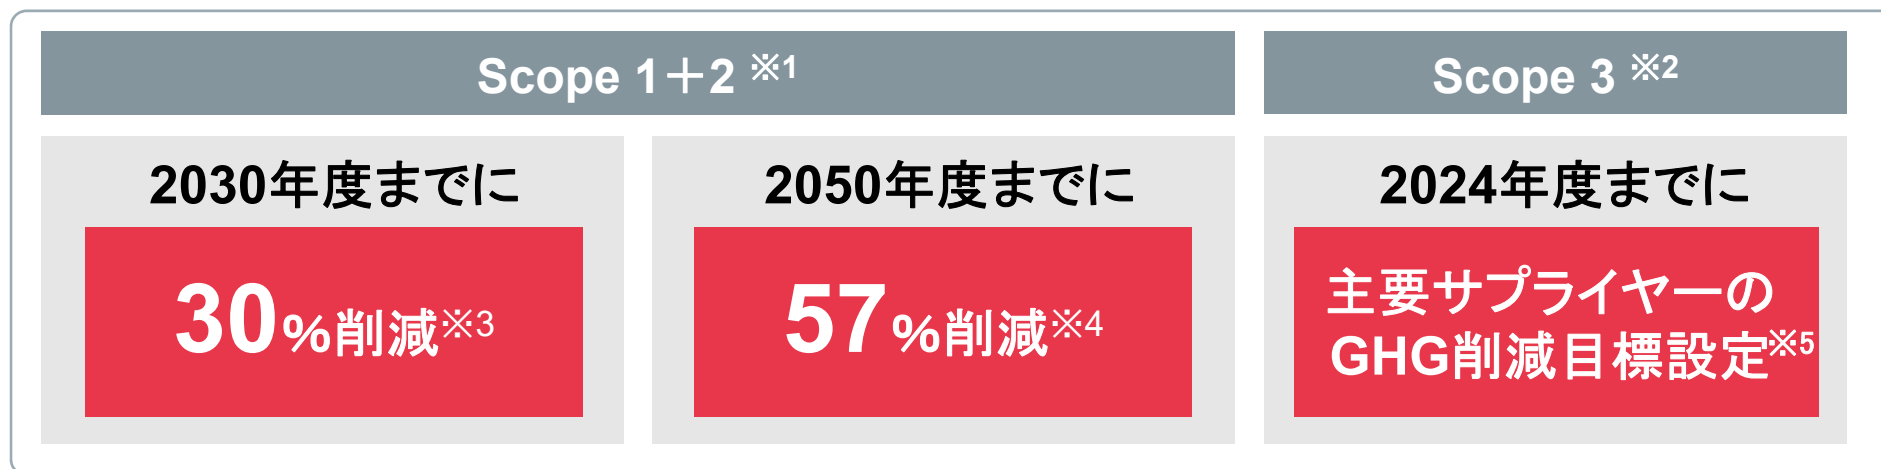 Scope 1＋2 ※1
Scope 3 ※2
2030年度までに
30%削減※3
2050年度までに
57%削減※4
2024年度までに
主要サプライヤーの
GHG削減目標設定※5